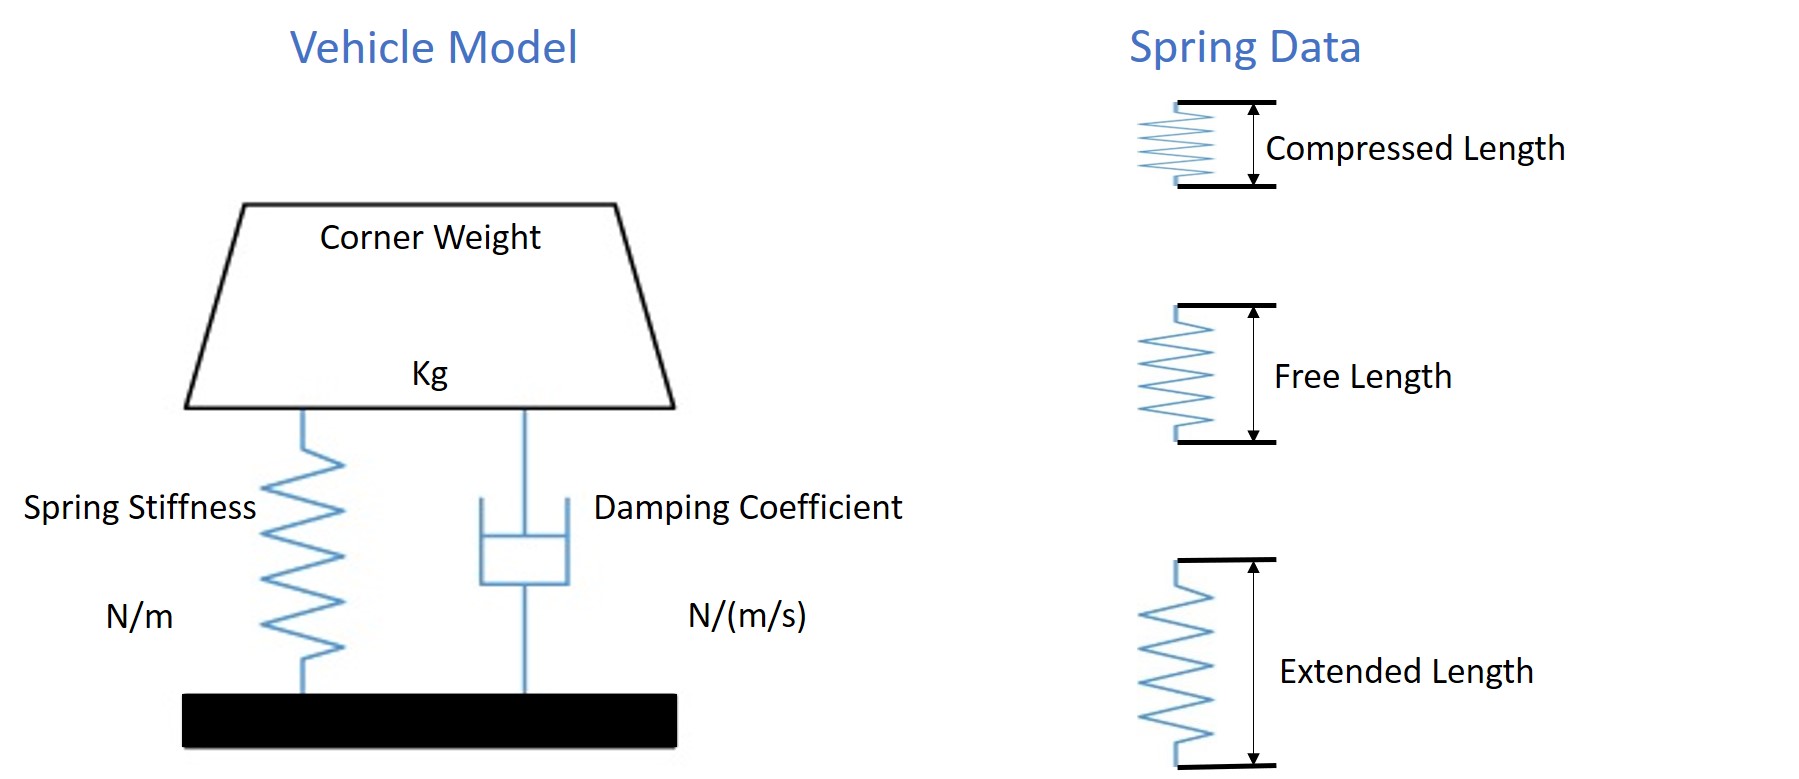 Vehicle Model
Corner Weight
Kg
Spring Stiffness
Damping Coefficient
N/m
N/(m/s)
Spring Data
Compressed Length
Free Length
Extended Length